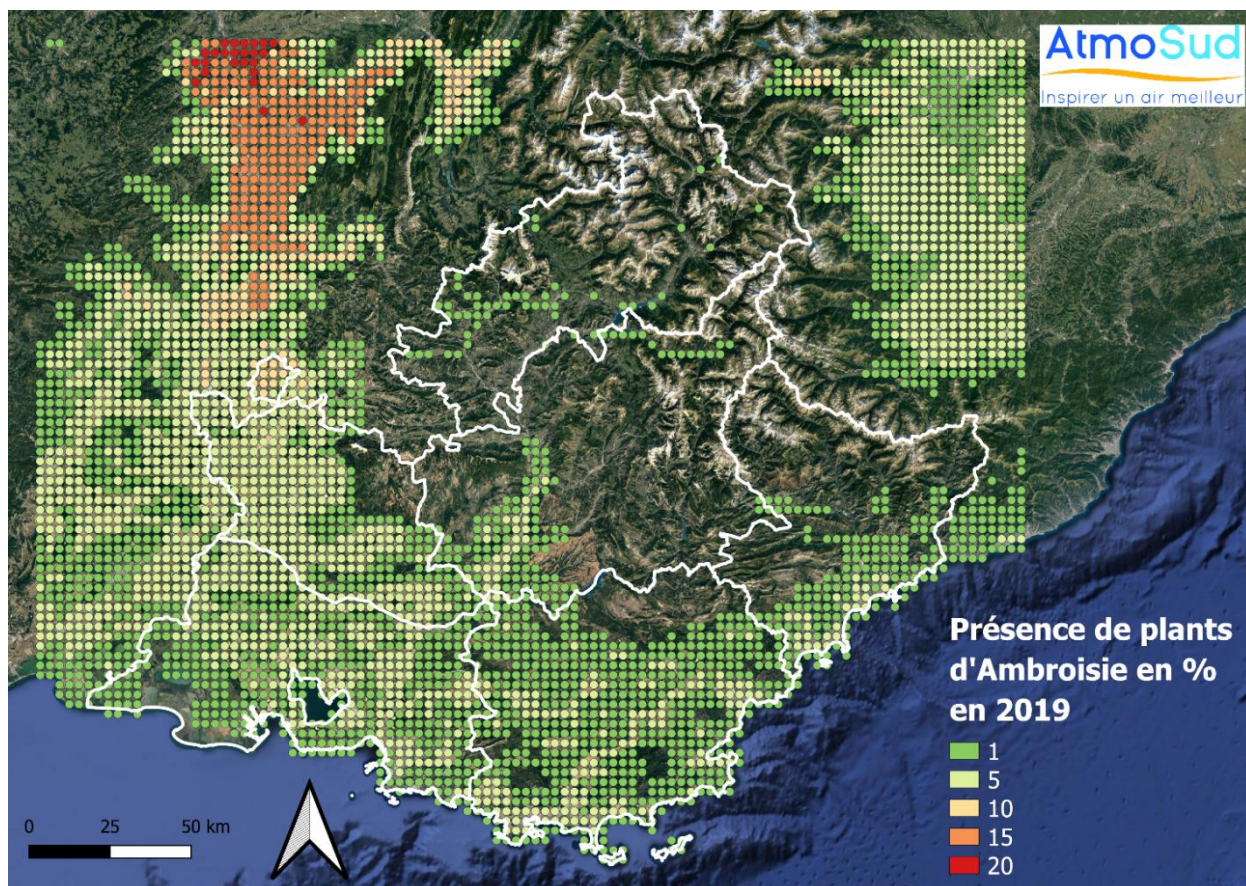 AtmoSud
Inspirer un air meilleur
Présence de plants
d'Ambroisie en %
en 2019
1
5
10
15
20
0 25 50 km